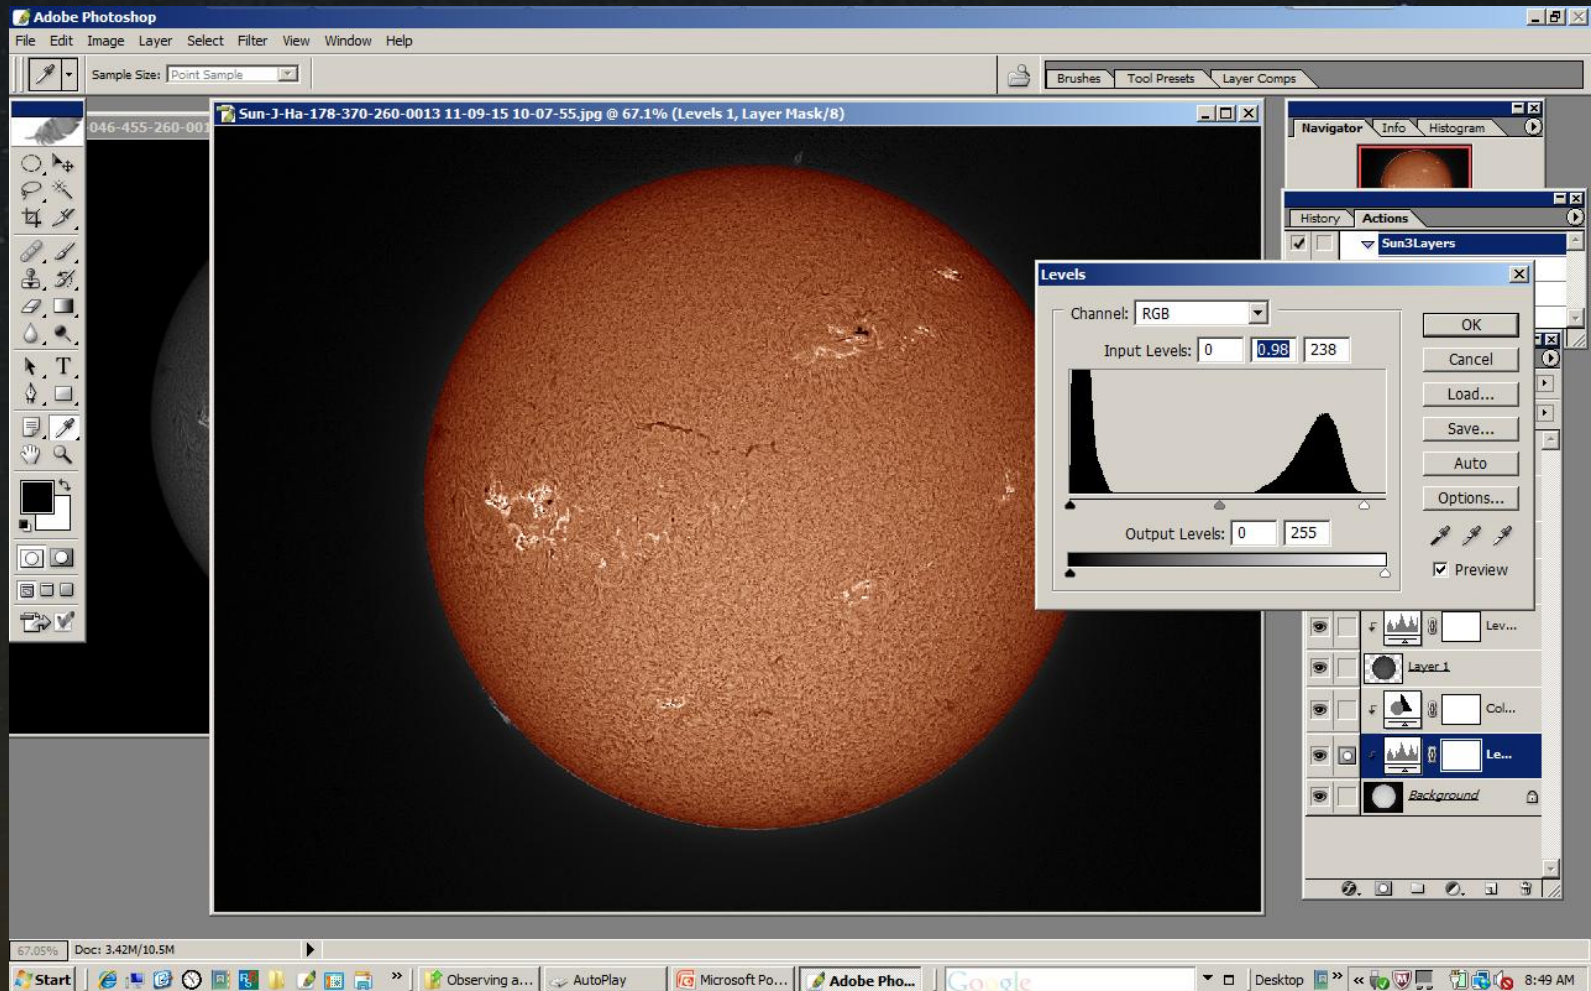 Adobe Photoshop
File Edit Image Layer Select Filter View Window Help
Sample Size: Point Sample
Brushes Tool Presets Layer Comps
-046-455-260-001
Sun-J-Ha-178-370-260-0013 11-09-15 10-07-55.jpg @ 67.1% (Levels 1, Layer Mask/8)
Navigator Info Histogram
History Actions
Sun3Layers
Levels
Channel: RGB
Input Levels: 0 0.98 238
Output Levels: 0 255
OK
Cancel
Load...
Save...
Auto
Options...
Preview
Lev...
Layer 1
Col...
Le...
Background
67.05% Doc: 3.42M/10.5M
Start Observing a... AutoPlay Microsoft Po... Adobe Pho... Google Desktop 8:49 AM